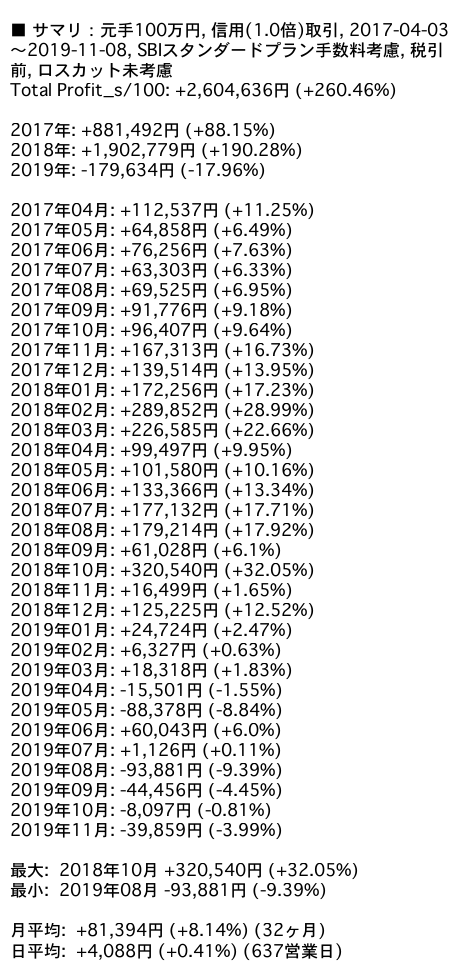 ■ サマリ：元手100万円, 信用(1.0倍)取引, 2017-04-03
〜2019-11-08, SBIスタンダードプラン手数料考慮, 税引
前, ロスカット未考慮
Total Profit_s/100: +2,604,636円 (+260.46%)
2017年: +881,492円 (+88.15%)
2018年: +1,902,779円 (+190.28%)
2019年: -179,634円 (-17.96%)
2017年04月: +112,537円 (+11.25%)
2017年05月: +64,858円 (+6.49%)
2017年06月: +76,256円 (+7.63%)
2017年07月: +63,303円 (+6.33%)
2017年08月: +69,525円 (+6.95%)
2017年09月: +91,776円 (+9.18%)
2017年10月: +96,407円 (+9.64%)
2017年11月: +167,313円 (+16.73%)
2017年12月: +139,514円 (+13.95%)
2018年01月: +172,256円 (+17.23%)
2018年02月: +289,852円 (+28.99%)
2018年03月: +226,585円 (+22.66%)
2018年04月: +99,497円 (+9.95%)
2018年05月: +101,580円 (+10.16%)
2018年06月: +133,366円 (+13.34%)
2018年07月: +177,132円 (+17.71%)
2018年08月: +179,214円 (+17.92%)
2018年09月: +61,028円 (+6.1%)
2018年10月: +320,540円 (+32.05%)
2018年11月: +16,499円 (+1.65%)
2018年12月: +125,225円 (+12.52%)
2019年01月: +24,724円 (+2.47%)
2019年02月: +6,327円 (+0.63%)
2019年03月: +18,318円 (+1.83%)
2019年04月: -15,501円 (-1.55%)
2019年05月: -88,378円 (-8.84%)
2019年06月: +60,043円 (+6.0%)
2019年07月: +1,126円 (+0.11%)
2019年08月: -93,881円 (-9.39%)
2019年09月: -44,456円 (-4.45%)
2019年10月: -8,097円 (-0.81%)
2019年11月: -39,859円 (-3.99%)
最大: 2018年10月 +320,540円 (+32.05%)
最小: 2019年08月 -93,881円 (-9.39%)
月平均: +81,394円 (+8.14%) (32ヶ月)
日平均: +4,088円 (+0.41%) (637営業日)